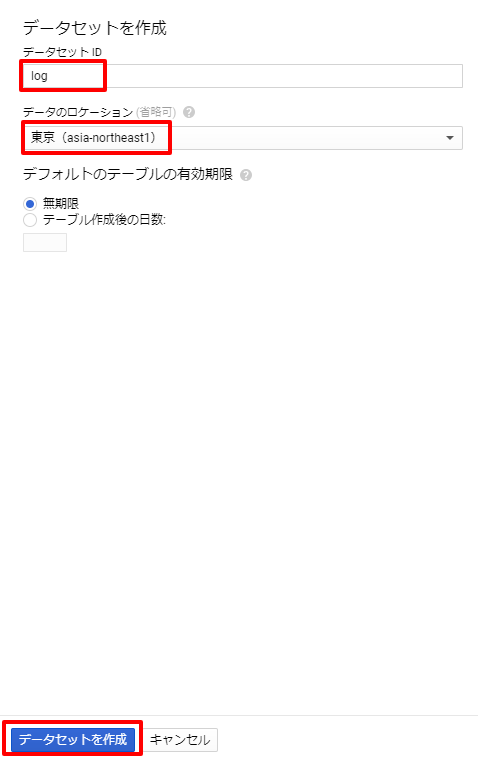 データセットを作成
データセット ID
log
データのロケーション (省略可) ?
東京（asia-northeast1）
デフォルトのテーブルの有効期限 ?
無期限
テーブル作成後の日数:
データセットを作成 キャンセル